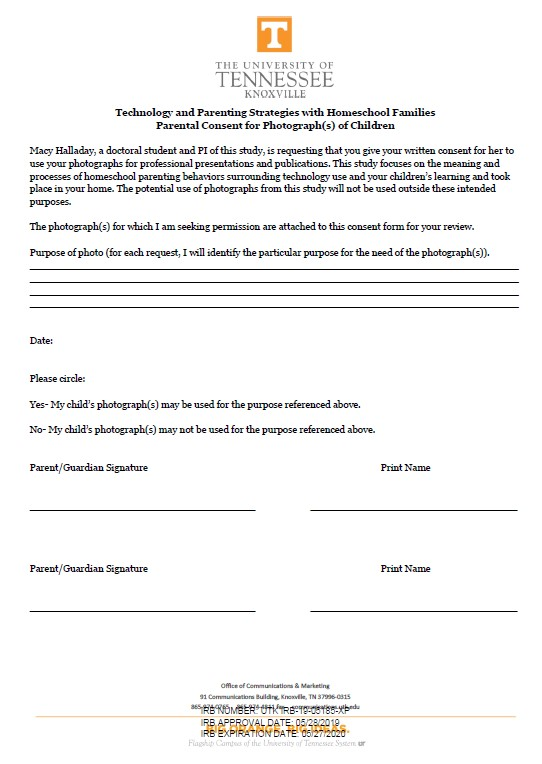 T
THE UNIVERSITY OF
TENNESSEE
KNOXVILLE
Technology and Parenting Strategies with Homeschool Families
Parental Consent for Photograph(s) of Children
Macy Halladay, a doctoral student and PI of this study, is requesting that you give your written consent for her to
use your photographs for professional presentations and publications. This study focuses on the meaning and
processes of homeschool parenting behaviors surrounding technology use and your children's learning and took
place in your home. The potential use of photographs from this study will not be used outside these intended
purposes.
The photograph(s) for which I am seeking permission are attached to this consent form for your review.
Purpose of photo (for each request, I will identify the particular purpose for the need of the photograph(s)).
Date:
Please circle:
Yes- My child's photograph(s) may be used for the purpose referenced above.
No- My child's photograph(s) may not be used for the purpose referenced above.
Parent/Guardian Signature Print Name
Parent/Guardian Signature Print Name
Office of Communications & Marketing
91 Communications Building, Knoxville, TN 37996-0315
communications.utk.edu
IRB NUMBER: UTK IRB-19-05185-XP
IRB APPROVAL DATE: 05/28/2019
BIG ORANGE. BIG IDEAS.
IRB EXPIRATION DATE: 05/27/2020
Flagship Campus of the University of Tennessee System